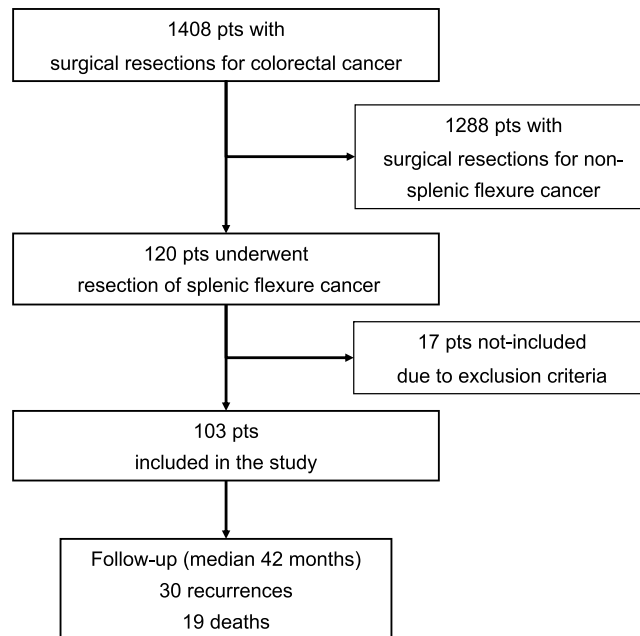 1408 pts with
surgical resections for colorectal cancer
1288 pts with
surgical resections for non-
splenic flexure cancer
120 pts underwent
resection of splenic flexure cancer
17 pts not-included
due to exclusion criteria
103 pts
included in the study
Follow-up (median 42 months)
30 recurrences
19 deaths